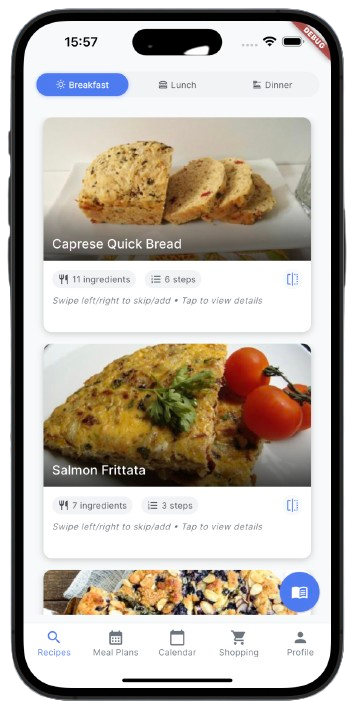 15:57
DEBUG
Breakfast Lunch Dinner
Caprese Quick Bread
11 ingredients 6 steps
Swipe left/right to skip/add • Tap to view details
Salmon Frittata
7 ingredients 3 steps
Swipe left/right to skip/add • Tap to view details
Recipes Meal Plans Calendar Shopping Profile